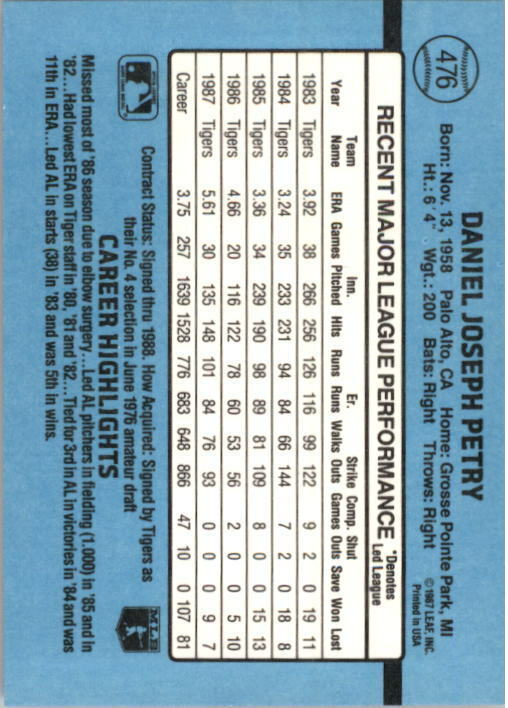 476
DANIEL JOSEPH PETRY
Born: Nov. 13, 1958 Palo Alto, CA Home: Grosse Pointe Park, MI
Ht.: 6' 4" Wgt.: 200 Bats: Right Throws: Right
©1987 LEAF, INC.
Printed in USA
RECENT MAJOR LEAGUE PERFORMANCE
*Denotes
Led League
Team Inn. Er. Strike Comp. Shut
Year Name ERA Games Pitched Hits Runs Runs Walks Outs Games Outs Save Won Lost
1983 Tigers 3.92 38 266 256 126 116 99 122 9 2 0 19 11
1984 Tigers 3.24 35 233 231 94 84 66 144 7 2 0 18 8
1985 Tigers 3.36 34 239 190 98 89 81 109 8 0 0 15 13
1986 Tigers 4.66 20 116 122 78 60 53 56 2 0 0 5 10
1987 Tigers 5.61 30 135 148 101 84 76 93 0 0 0 9 7
Career 3.75 257 1639 1528 776 683 648 866 47 10 0 107 81
Contract Status: Signed thru 1988. How Acquired: Signed by Tigers as
their No. 4 selection in June 1976 amateur draft
MLB
CAREER HIGHLIGHTS
Missed most of '86 season due to elbow surgery...Led AL pitchers in fielding (1.000) in '85 and in
'82...Had lowest ERA on Tiger staff in '80, '81 and '82...Tied for 3rd in AL in victories in '84 and was
11th in ERA...Led AL in starts (38) in '83 and was 5th in wins.